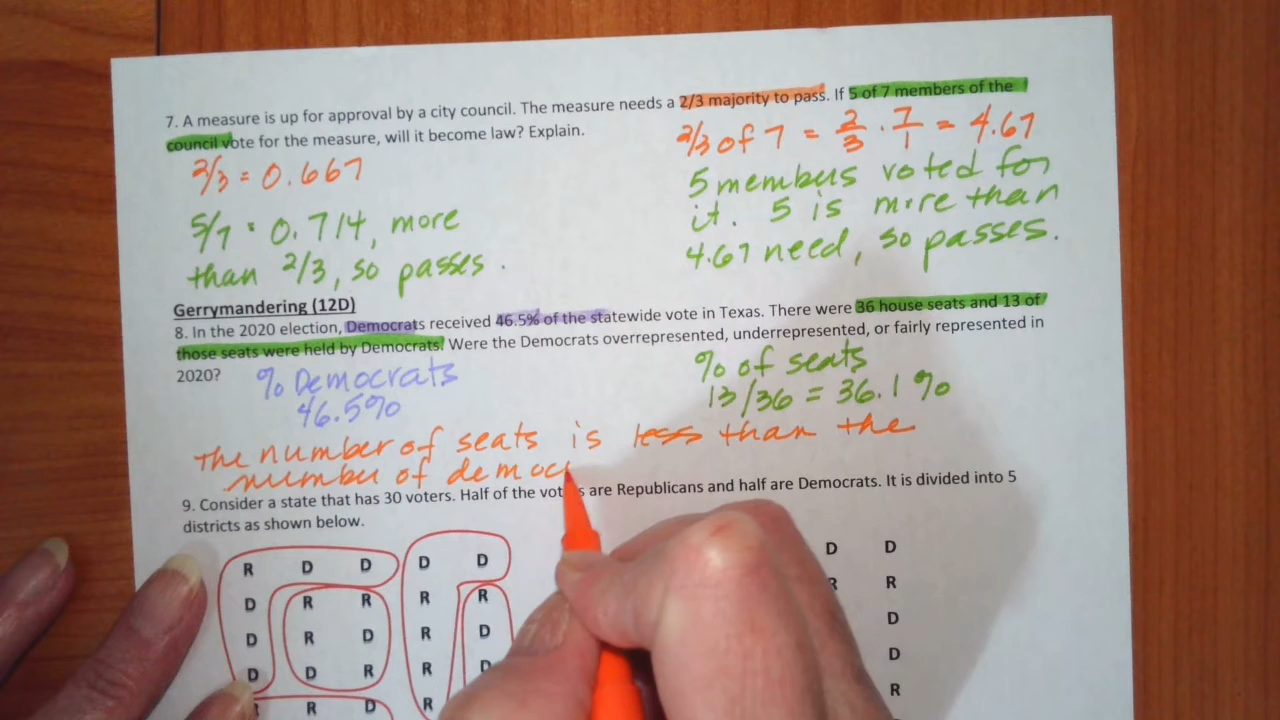 7. A measure is up for approval by a city council. The measure needs a 2/3 majority to pass. If 5 of 7 members of the
council vote for the measure, will it become law? Explain.
2/3 = 0.667
5/7 = 0.714, more
than 2/3, so passes.
2/3 of 7 = 2/3 · 7/1 = 4.67
5 members voted for
it. 5 is more than
4.67 need, so passes.
Gerrymandering (12D)
8. In the 2020 election, Democrats received 46.5% of the statewide vote in Texas. There were 36 house seats and 13 of
those seats were held by Democrats. Were the Democrats overrepresented, underrepresented, or fairly represented in
2020?
% Democrats
46.5%
% of seats
13/36 = 36.1%
the number of seats is less than the
number of democ
9. Consider a state that has 30 voters. Half of the voters are Republicans and half are Democrats. It is divided into 5
districts as shown below.
R D D D D
D R R R R
D R D R D
D D R R D
R D R
D D
R
D
D
R